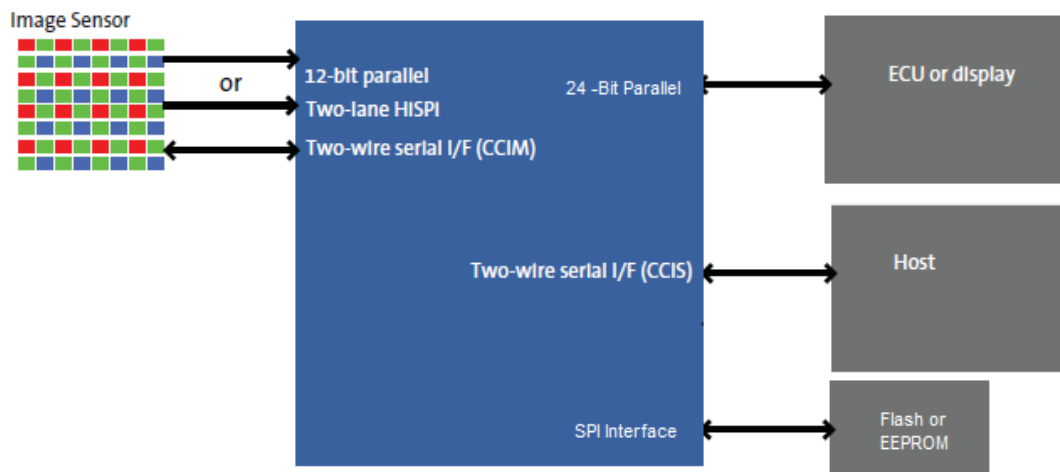 Image Sensor
or
12-bit parallel
Two-lane HISPI
Two-wire serial I/F (CCIM)
24 -Bit Parallel
ECU or display
Two-wire serial I/F (CCIS)
Host
SPI Interface
Flash or
EEPROM